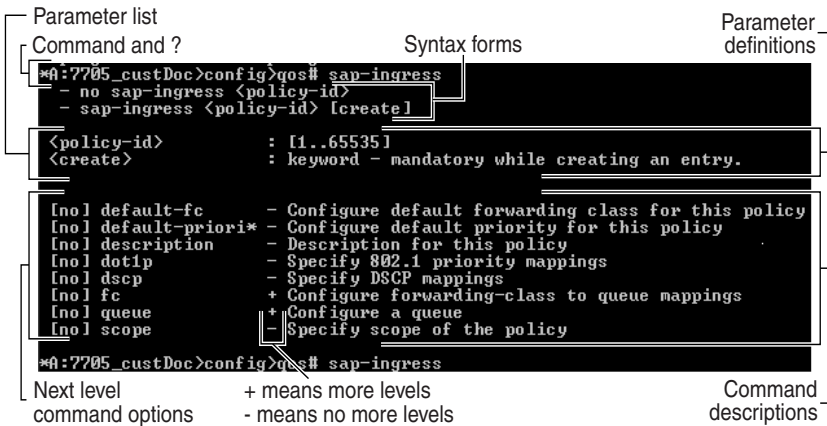 Parameter list
Command and ?
Syntax forms
Parameter
definitions
*A:7705_custDoc>config>qos# sap-ingress
- no sap-ingress <policy-id>
- sap-ingress <policy-id> [create]
<policy-id> : [1..65535]
<create> : keyword - mandatory while creating an entry.
[no] default-fc - Configure default forwarding class for this policy
[no] default-priori* - Configure default priority for this policy
[no] description - Description for this policy
[no] dot1p - Specify 802.1 priority mappings
[no] dscp - Specify DSCP mappings
[no] fc + Configure forwarding-class to queue mappings
[no] queue + Configure a queue
[no] scope - Specify scope of the policy
*A:7705_custDoc>config>qos# sap-ingress
Next level
command options
+ means more levels
- means no more levels
Command
descriptions